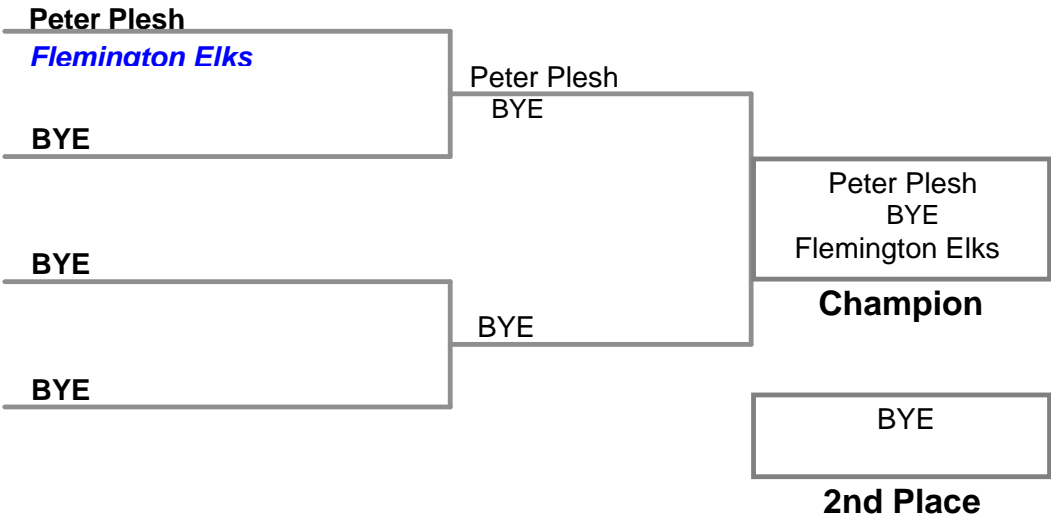 Peter Plesh
Flemington Elks
Peter Plesh
BYE
BYE
Peter Plesh
BYE
Flemington Elks
BYE
Champion
BYE
BYE
BYE
2nd Place